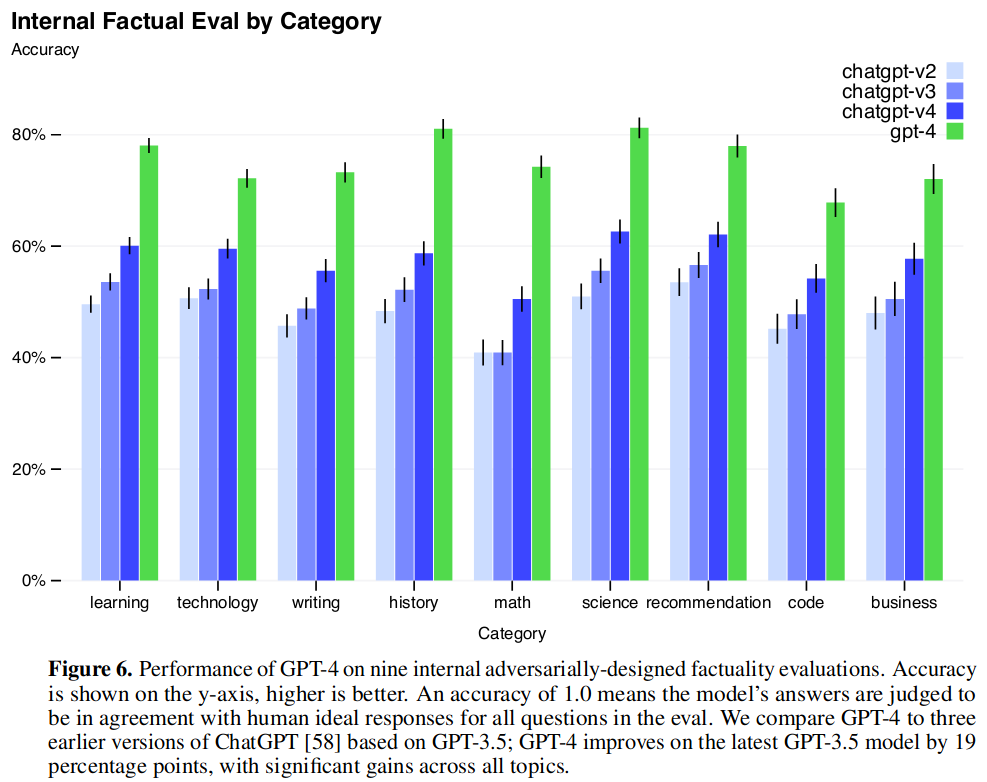 Internal Factual Eval by Category
Accuracy
chatgpt-v2
chatgpt-v3
chatgpt-v4
gpt-4
80%
60%
40%
20%
0%
learning technology writing history math science recommendation code business
Category
Figure 6. Performance of GPT-4 on nine internal adversarially-designed factuality evaluations. Accuracy
is shown on the y-axis, higher is better. An accuracy of 1.0 means the model's answers are judged to
be in agreement with human ideal responses for all questions in the eval. We compare GPT-4 to three
earlier versions of ChatGPT [58] based on GPT-3.5; GPT-4 improves on the latest GPT-3.5 model by 19
percentage points, with significant gains across all topics.